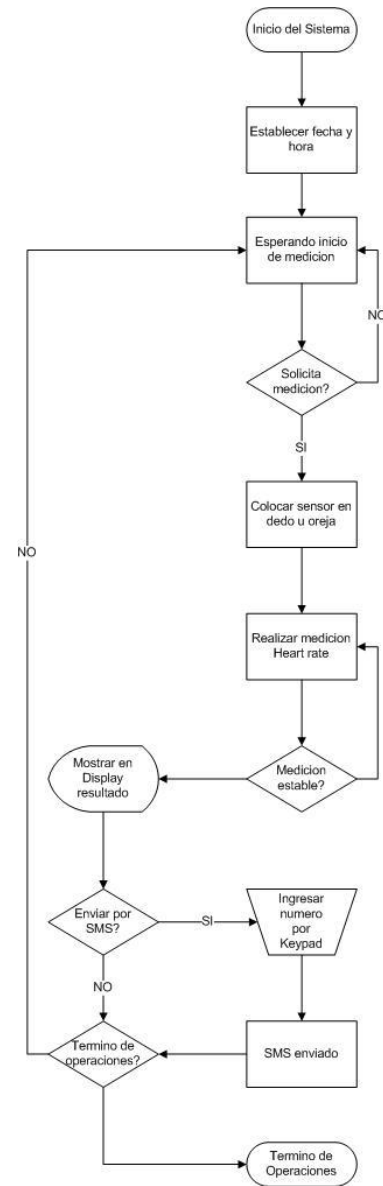 Inicio del Sistema
Establecer fecha y
hora
Esperando inicio
de medicion
NO
Solicita
medicion?
SI
Colocar sensor en
dedo u oreja
NO
Realizar medicion
Heart rate
Mostrar en
Display
resultado
Medicion
estable?
Enviar por
SMS?
SI
Ingresar
numero
por
Keypad
NO
Termino de
operaciones?
SMS enviado
Termino de
Operaciones